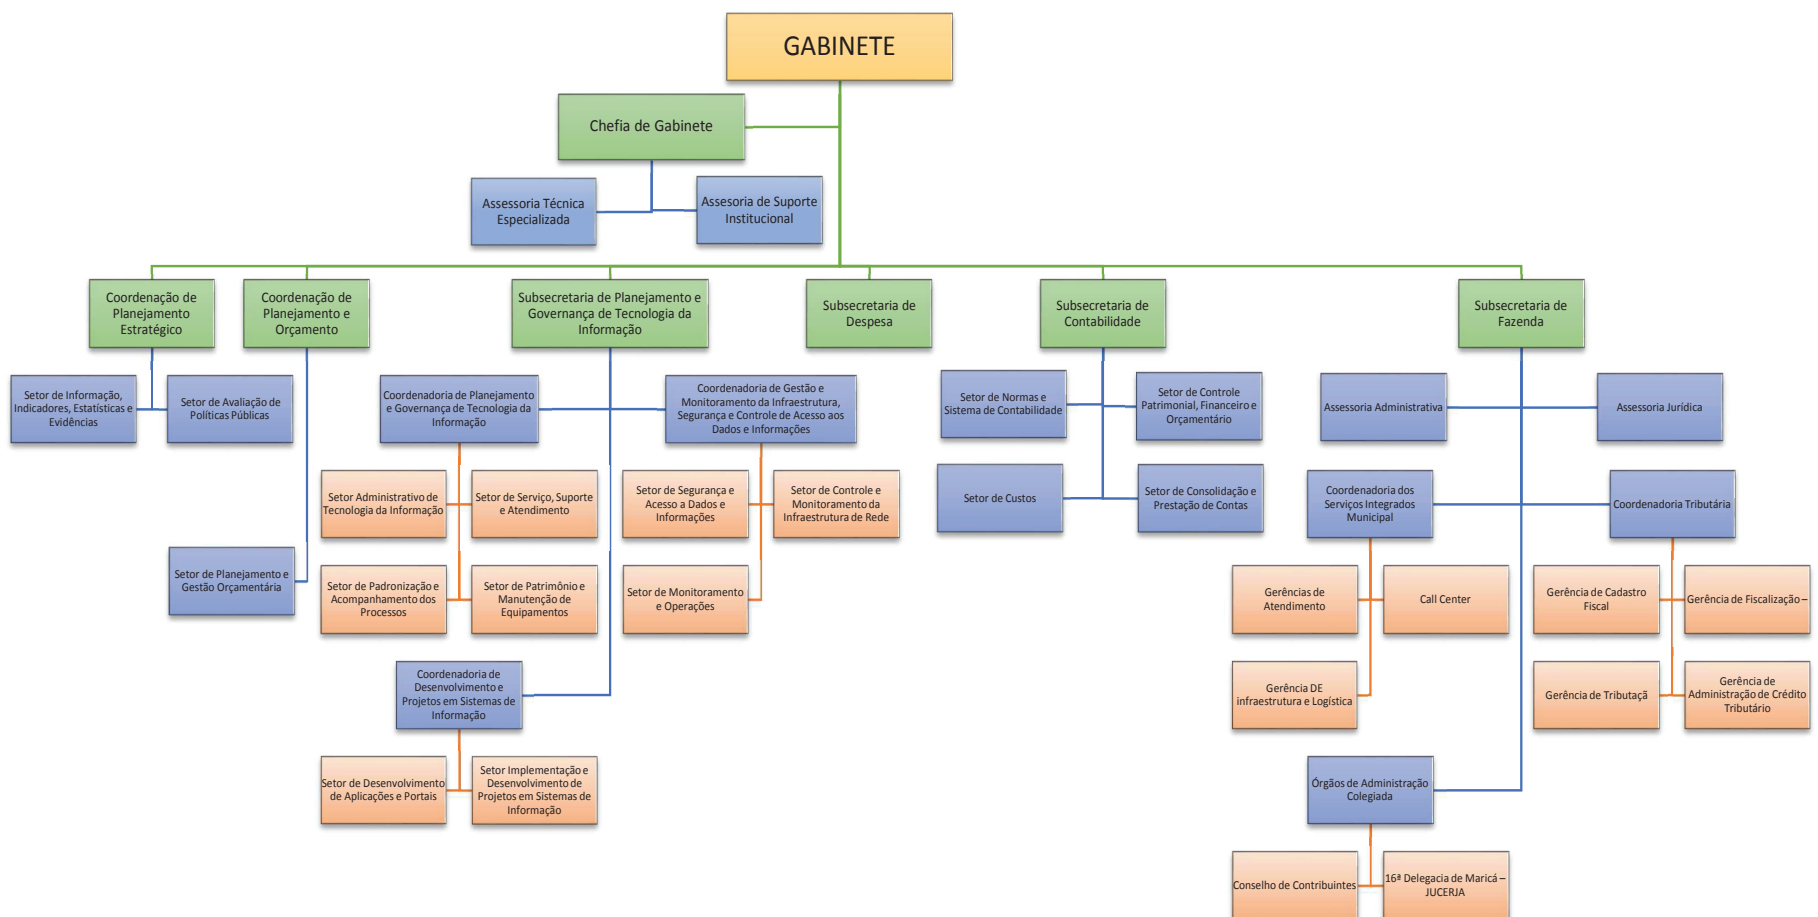 GABINETE
Chefia de Gabinete
Assessoria Técnica
Especializada
Assesoria de Suporte
Institucional
Coordenação de
Planejamento
Estratégico
Coordenação de
Planejamento e
Orçamento
Subsecretaria de Planejamento e
Governança de Tecnologia da
Informação
Subsecretaria de
Despesa
Subsecretaria de
Contabilidade
Subsecretaria de
Fazenda
Setor de Informação,
Indicadores, Estatísticas e
Evidências
Setor de Avaliação de
Políticas Públicas
Coordenadoria de Planejamento
e Governança de Tecnologia da
Informação
Coordenadoria de Gestão e
Monitoramento da Infraestrutura,
Segurança e Controle de Acesso aos
Dados e Informações
Setor de Normas e
Sistema de Contabilidade
Setor de Controle
Patrimonial, Financeiro e
Orçamentário
Assessoria Administrativa
Assessoria Jurídica
Setor Administrativo de
Tecnologia da Informação
Setor de Serviço, Suporte
e Atendimento
Setor de Segurança e
Acesso a Dados e
Informações
Setor de Controle e
Monitoramento da
Infraestrutura de Rede
Setor de Custos
Setor de Consolidação e
Prestação de Contas
Coordenadoria dos
Serviços Integrados
Municipal
Coordenadoria Tributária
Setor de Planejamento e
Gestão Orçamentária
Setor de Padronização e
Acompanhamento dos
Processos
Setor de Patrimônio e
Manutenção de
Equipamentos
Setor de Monitoramento
e Operações
Gerências de
Atendimento
Call Center
Gerência de Cadastro
Fiscal
Gerência de Fiscalização –
Coordenadoria de
Desenvolvimento e
Projetos em Sistemas de
Informação
Gerência DE
infraestrutura e Logística
Gerência de Tributaçã
Gerência de
Administração de Crédito
Tributário
Setor de Desenvolvimento
de Aplicações e Portais
Setor Implementação e
Desenvolvimento de
Projetos em Sistemas de
Informação
Órgãos de Administração
Colegiada
Conselho de Contribuintes
16ª Delegacia de Maricá –
JUCERJA